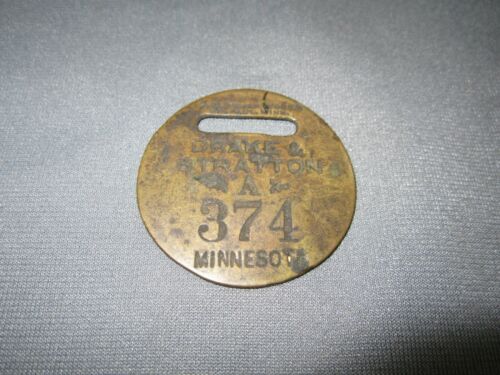 DRAKE &
STRATTON
A
374
MINNESOTA